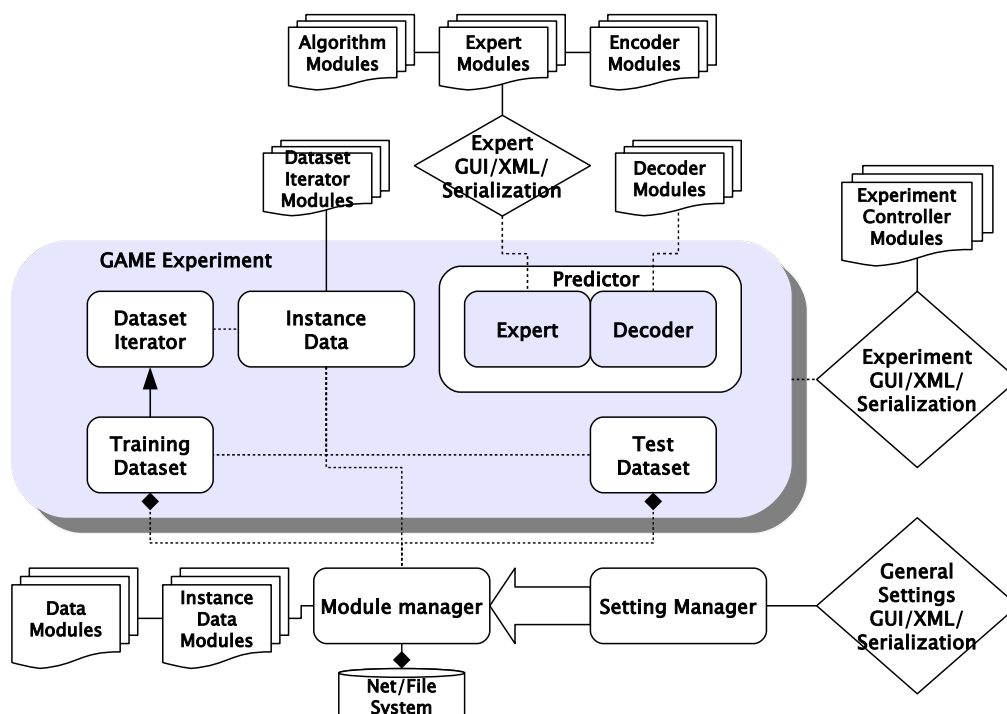 Algorithm
Modules
Expert
Modules
Encoder
Modules
Expert
GUI/XML/
Serialization
Dataset
Iterator
Modules
Decoder
Modules
Experiment
Controller
Modules
GAME Experiment
Predictor
Dataset
Iterator
Instance
Data
Expert
Decoder
Experiment
GUI/XML/
Serialization
Training
Dataset
Test
Dataset
Data
Modules
Instance
Data
Modules
Module manager
Setting Manager
General
Settings
GUI/XML/
Serialization
Net/File
System